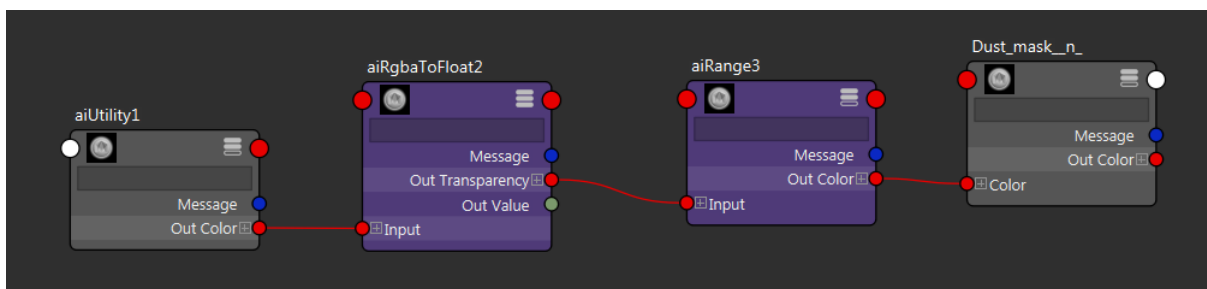 aiUtility1
Message
Out Color
aiRgbaToFloat2
Message
Out Transparency
Out Value
Input
aiRange3
Message
Out Color
Input
Dust_mask__n_
Message
Out Color
Color